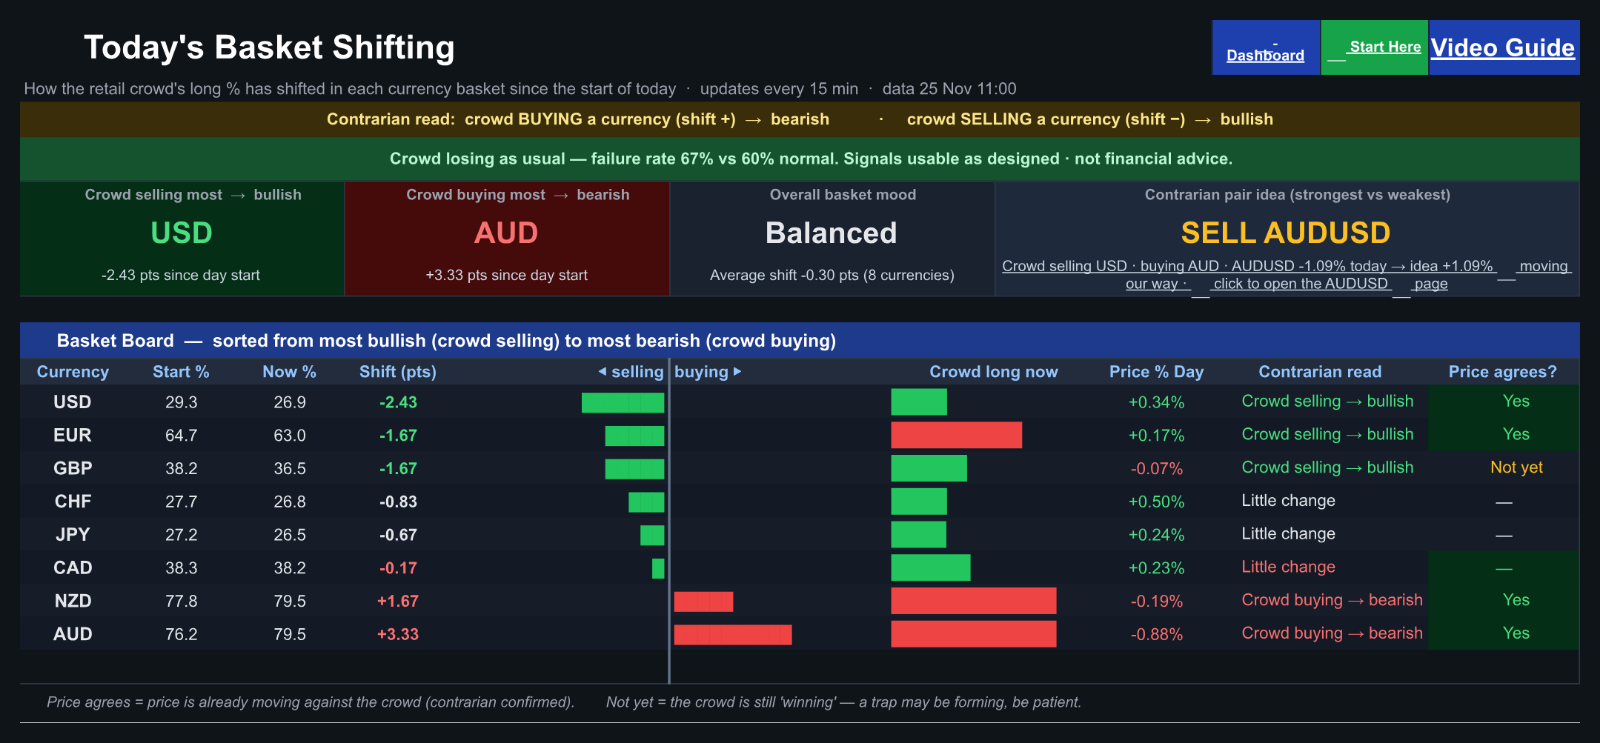 Today's Basket Shifting
Dashboard
Start Here
Video Guide
How the retail crowd's long % has shifted in each currency basket since the start of today · updates every 15 min · data 25 Nov 11:00
Contrarian read: crowd BUYING a currency (shift +) → bearish · crowd SELLING a currency (shift −) → bullish
Crowd losing as usual — failure rate 67% vs 60% normal. Signals usable as designed · not financial advice.
Crowd selling most → bullish
USD
-2.43 pts since day start
Crowd buying most → bearish
AUD
+3.33 pts since day start
Overall basket mood
Balanced
Average shift -0.30 pts (8 currencies)
Contrarian pair idea (strongest vs weakest)
SELL AUDUSD
Crowd selling USD · buying AUD · AUDUSD -1.09% today → idea +1.09% __ moving
our way · __ click to open the AUDUSD __ page
Basket Board — sorted from most bullish (crowd selling) to most bearish (crowd buying)
Currency Start % Now % Shift (pts) ◂ selling buying ▸ Crowd long now Price % Day Contrarian read Price agrees?
USD 29.3 26.9 -2.43 +0.34% Crowd selling → bullish Yes
EUR 64.7 63.0 -1.67 +0.17% Crowd selling → bullish Yes
GBP 38.2 36.5 -1.67 -0.07% Crowd selling → bullish Not yet
CHF 27.7 26.8 -0.83 +0.50% Little change —
JPY 27.2 26.5 -0.67 +0.24% Little change —
CAD 38.3 38.2 -0.17 +0.23% Little change —
NZD 77.8 79.5 +1.67 -0.19% Crowd buying → bearish Yes
AUD 76.2 79.5 +3.33 -0.88% Crowd buying → bearish Yes
Price agrees = price is already moving against the crowd (contrarian confirmed). Not yet = the crowd is still 'winning' — a trap may be forming, be patient.